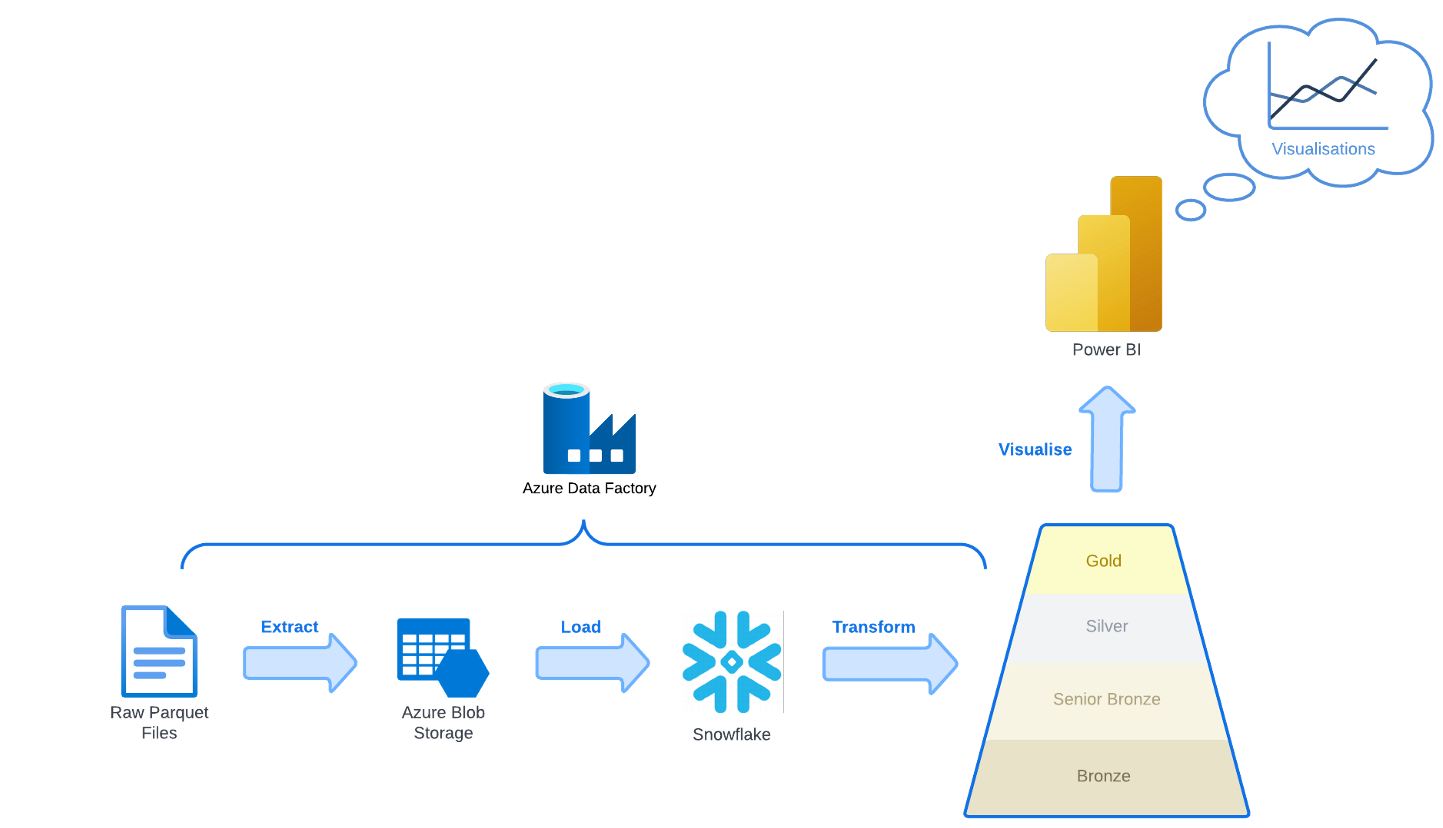 Visualisations
Power BI
Visualise
Azure Data Factory
Gold
Silver
Senior Bronze
Bronze
Extract
Load
Transform
Raw Parquet
Files
Azure Blob
Storage
Snowflake